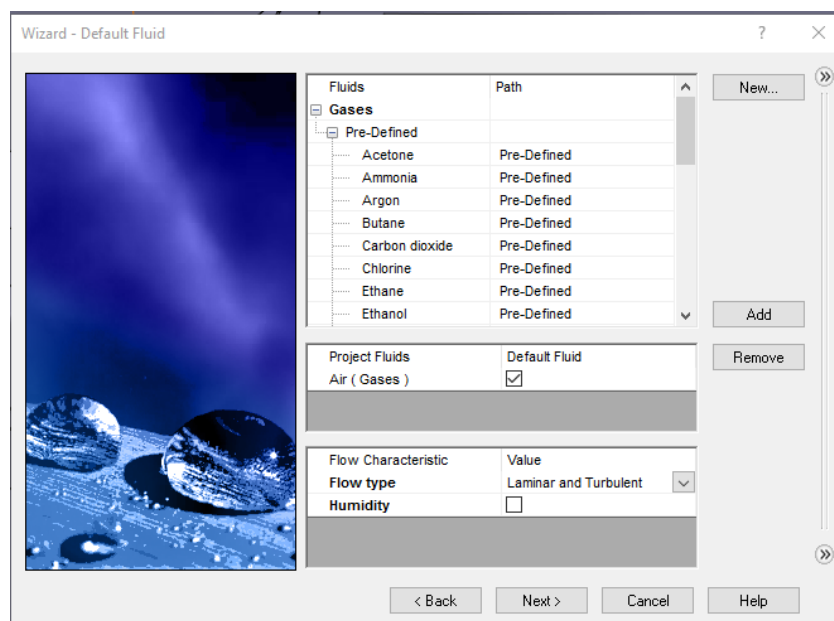 Wizard - Default Fluid ?
Fluids Path
Gases
Pre-Defined
Acetone Pre-Defined
Ammonia Pre-Defined
Argon Pre-Defined
Butane Pre-Defined
Carbon dioxide Pre-Defined
Chlorine Pre-Defined
Ethane Pre-Defined
Ethanol Pre-Defined
New...
Add
Project Fluids Default Fluid
Air ( Gases )
Remove
Flow Characteristic Value
Flow type Laminar and Turbulent
Humidity
< Back Next > Cancel Help